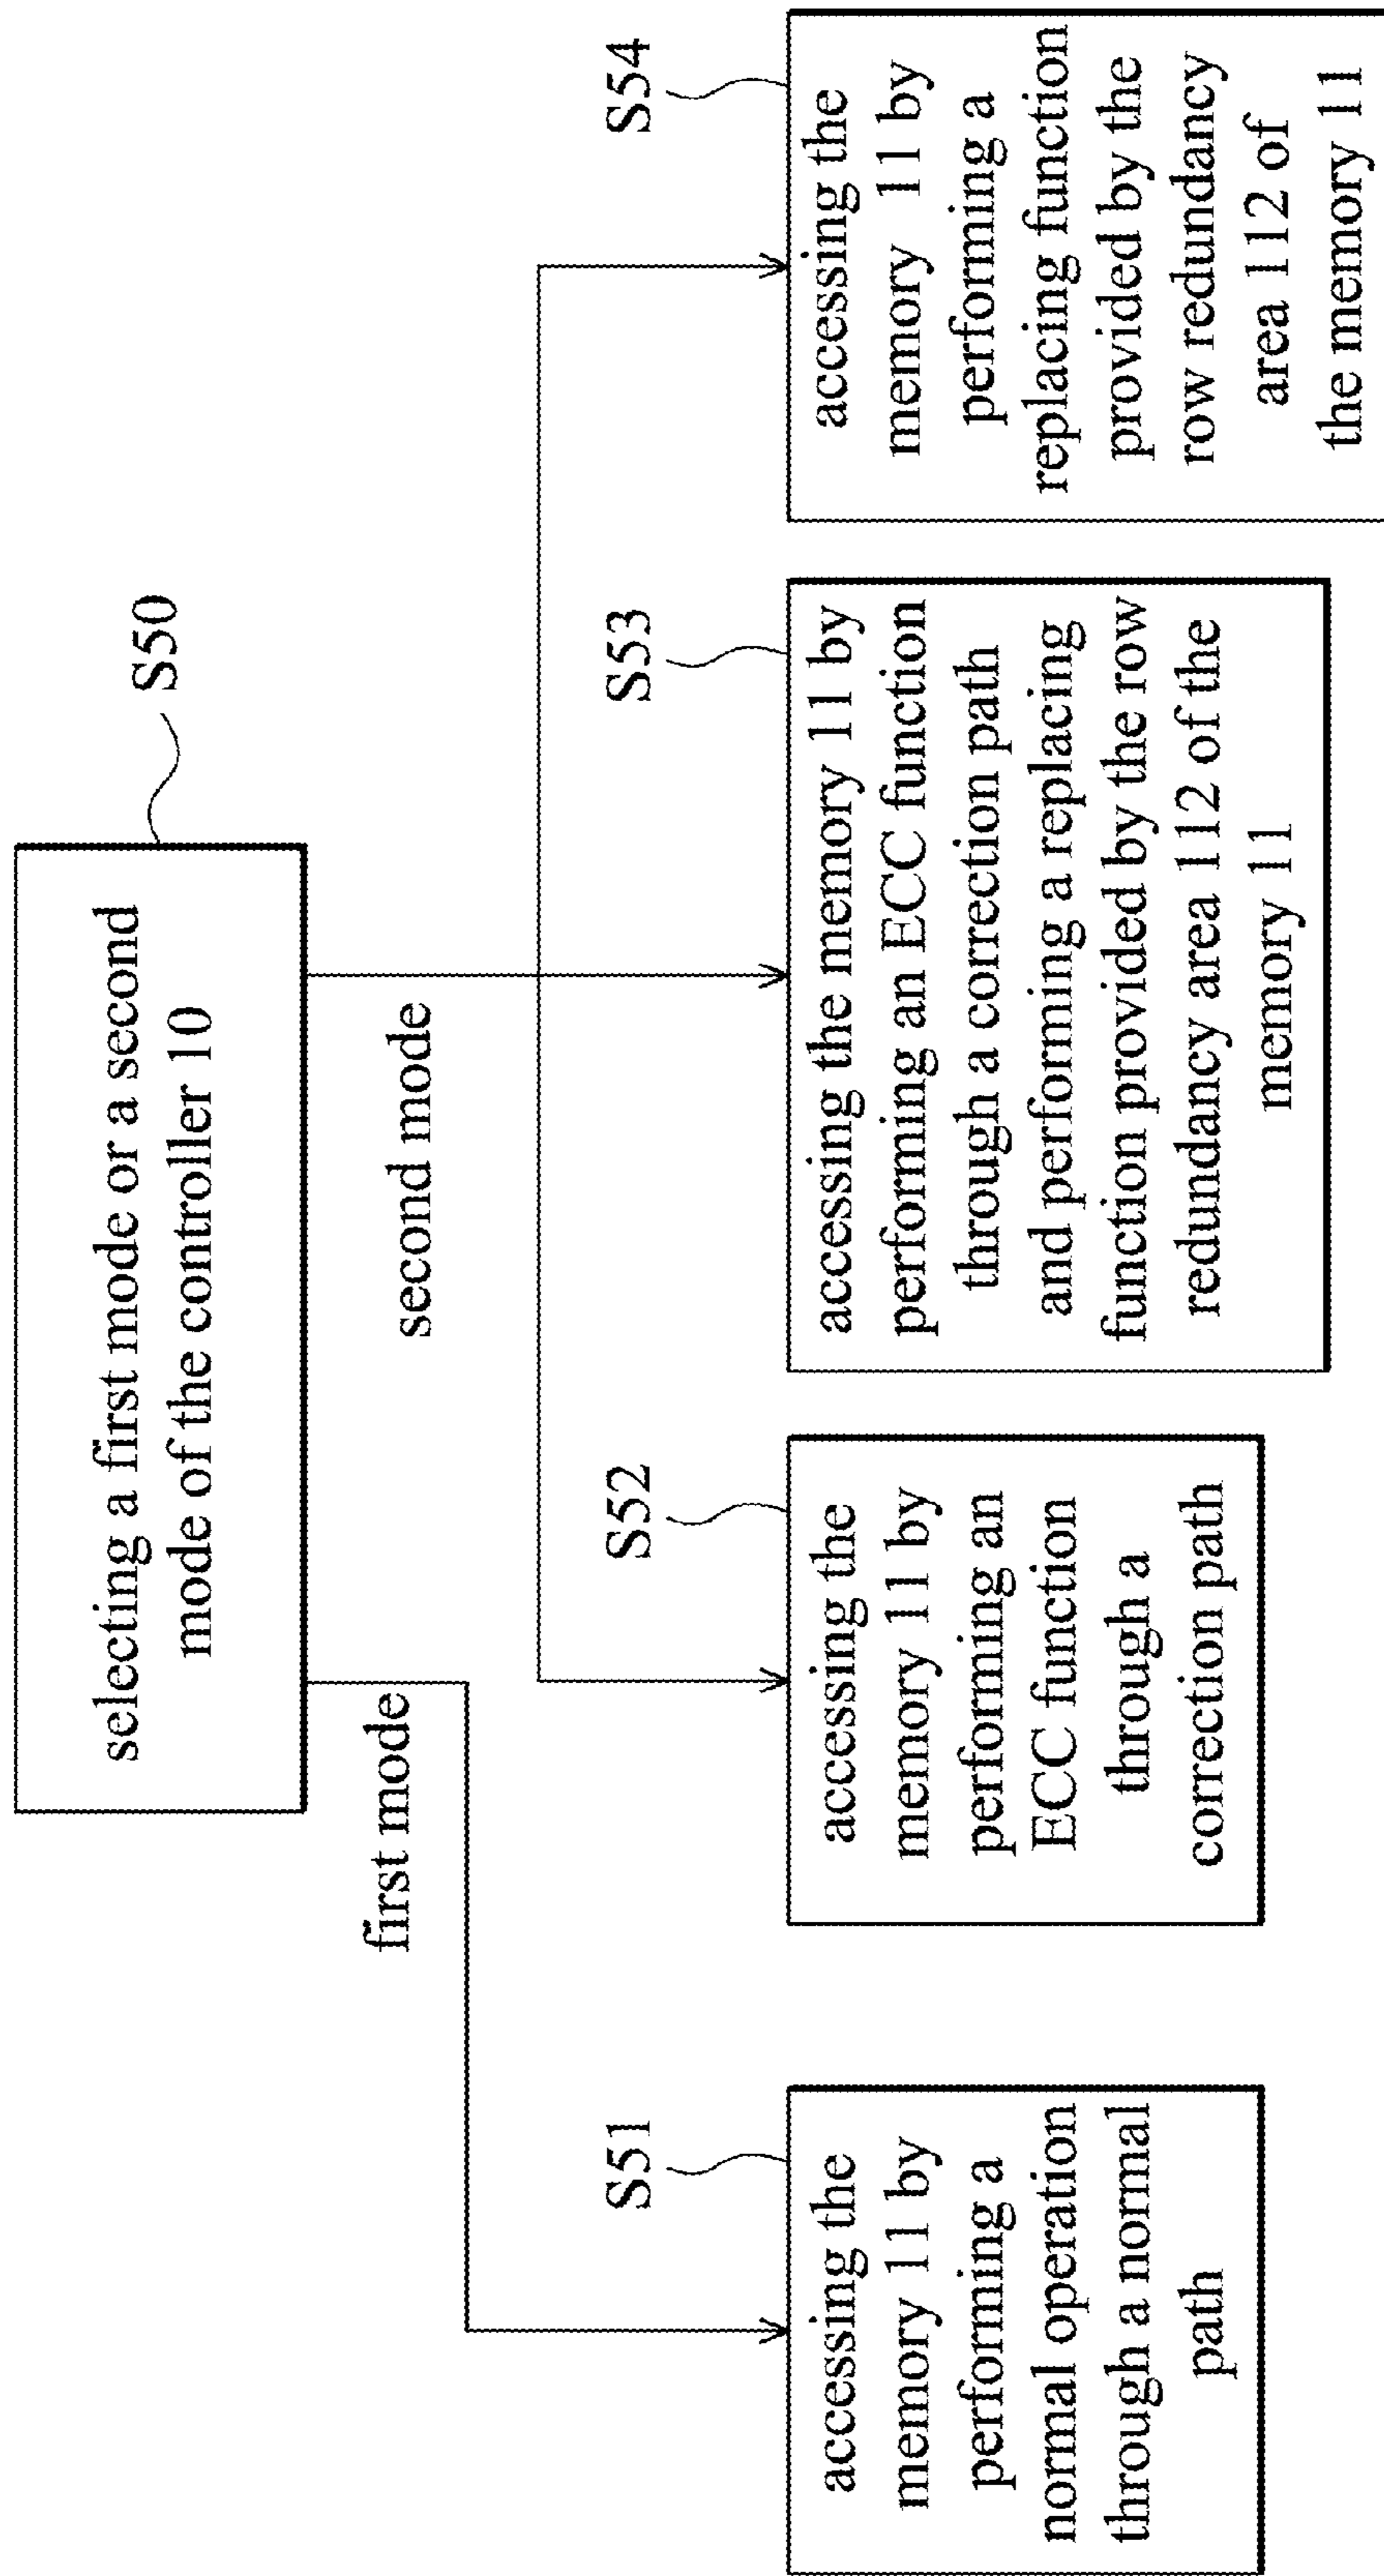 selecting a first mode or a second
mode of the controller 10
S50
first mode
second mode
S51
accessing the
memory 11 by
performing a
normal operation
through a normal
path
S52
accessing the
memory 11 by
performing an
ECC function
through a
correction path
S53
accessing the memory 11 by
performing an ECC function
through a correction path
and performing a replacing
function provided by the row
redundancy area 112 of the
memory 11
S54
accessing the
memory 11 by
performing a
replacing function
provided by the
row redundancy
area 112 of
the memory 11